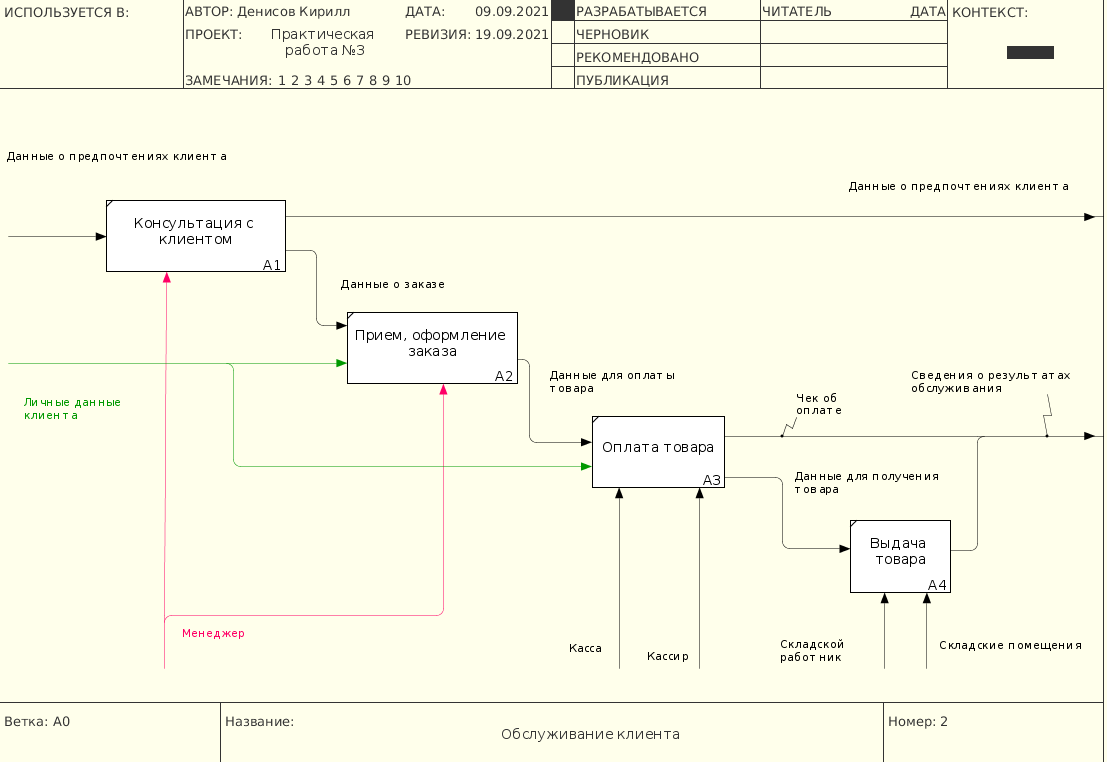 ИСПОЛЬЗУЕТСЯ В:
АВТОР: Денисов Кирилл
ДАТА: 09.09.2021
ПРОЕКТ: Практическая
работа №3
РЕВИЗИЯ: 19.09.2021
ЗАМЕЧАНИЯ: 1 2 3 4 5 6 7 8 9 10
РАЗРАБАТЫВАЕТСЯ
ЧЕРНОВИК
РЕКОМЕНДОВАНО
ПУБЛИКАЦИЯ
ЧИТАТЕЛЬ ДАТА
КОНТЕКСТ:
Данные о предпочтениях клиента
Данные о предпочтениях клиента
Консультация с
клиентом
A1
Данные о заказе
Прием, оформление
заказа
A2
Личные данные
клиента
Данные для оплаты
товара
Чек об
оплате
Сведения о результатах
обслуживания
Оплата товара
A3
Данные для получения
товара
Выдача
товара
A4
Менеджер
Касса
Кассир
Складской
работник
Складские помещения
Ветка: A0
Название:
Обслуживание клиента
Номер: 2